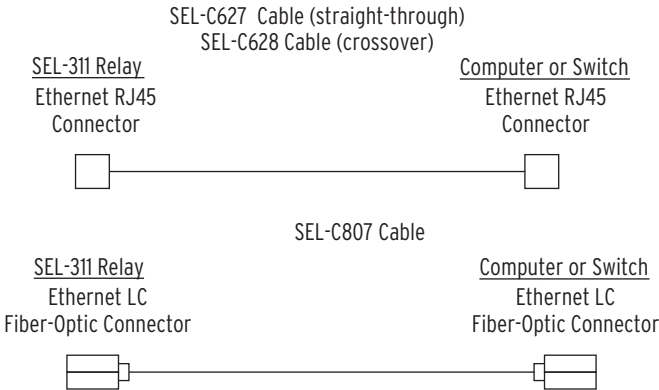 SEL-C627 Cable (straight-through)
SEL-C628 Cable (crossover)
SEL-311 Relay
Ethernet RJ45
Connector
Computer or Switch
Ethernet RJ45
Connector
SEL-C807 Cable
SEL-311 Relay
Ethernet LC
Fiber-Optic Connector
Computer or Switch
Ethernet LC
Fiber-Optic Connector